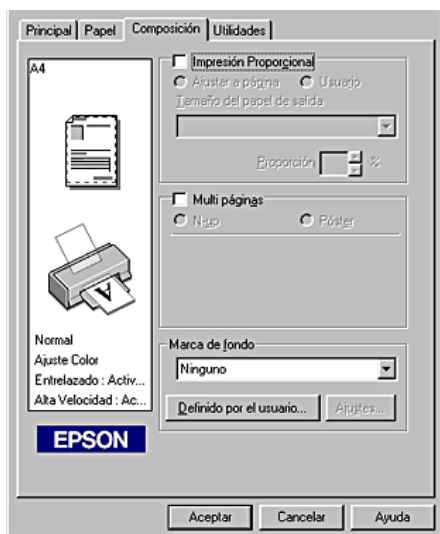 Principal Papel Composición Utilidades
A4
Impresión Proporcional
Ajustar a página Usuario
Tamaño del papel de salida
Proporción %
Multi páginas
N-up Póster
Normal
Ajuste Color
Entrelazado : Activ...
Alta Velocidad : Ac...
EPSON
Marca de fondo
Ninguno
Definido por el usuario... Ajustes...
Aceptar Cancelar Ayuda